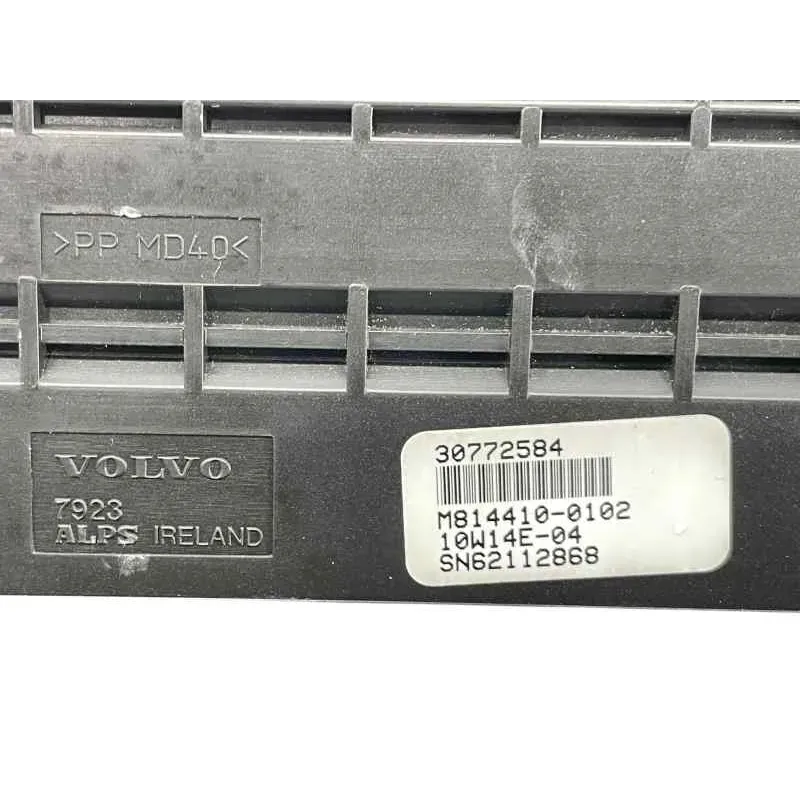 >PP MD40<
VOLVO
7923
ALPS IRELAND
30772584
M814410-0102
10W14E-04
SN62112868